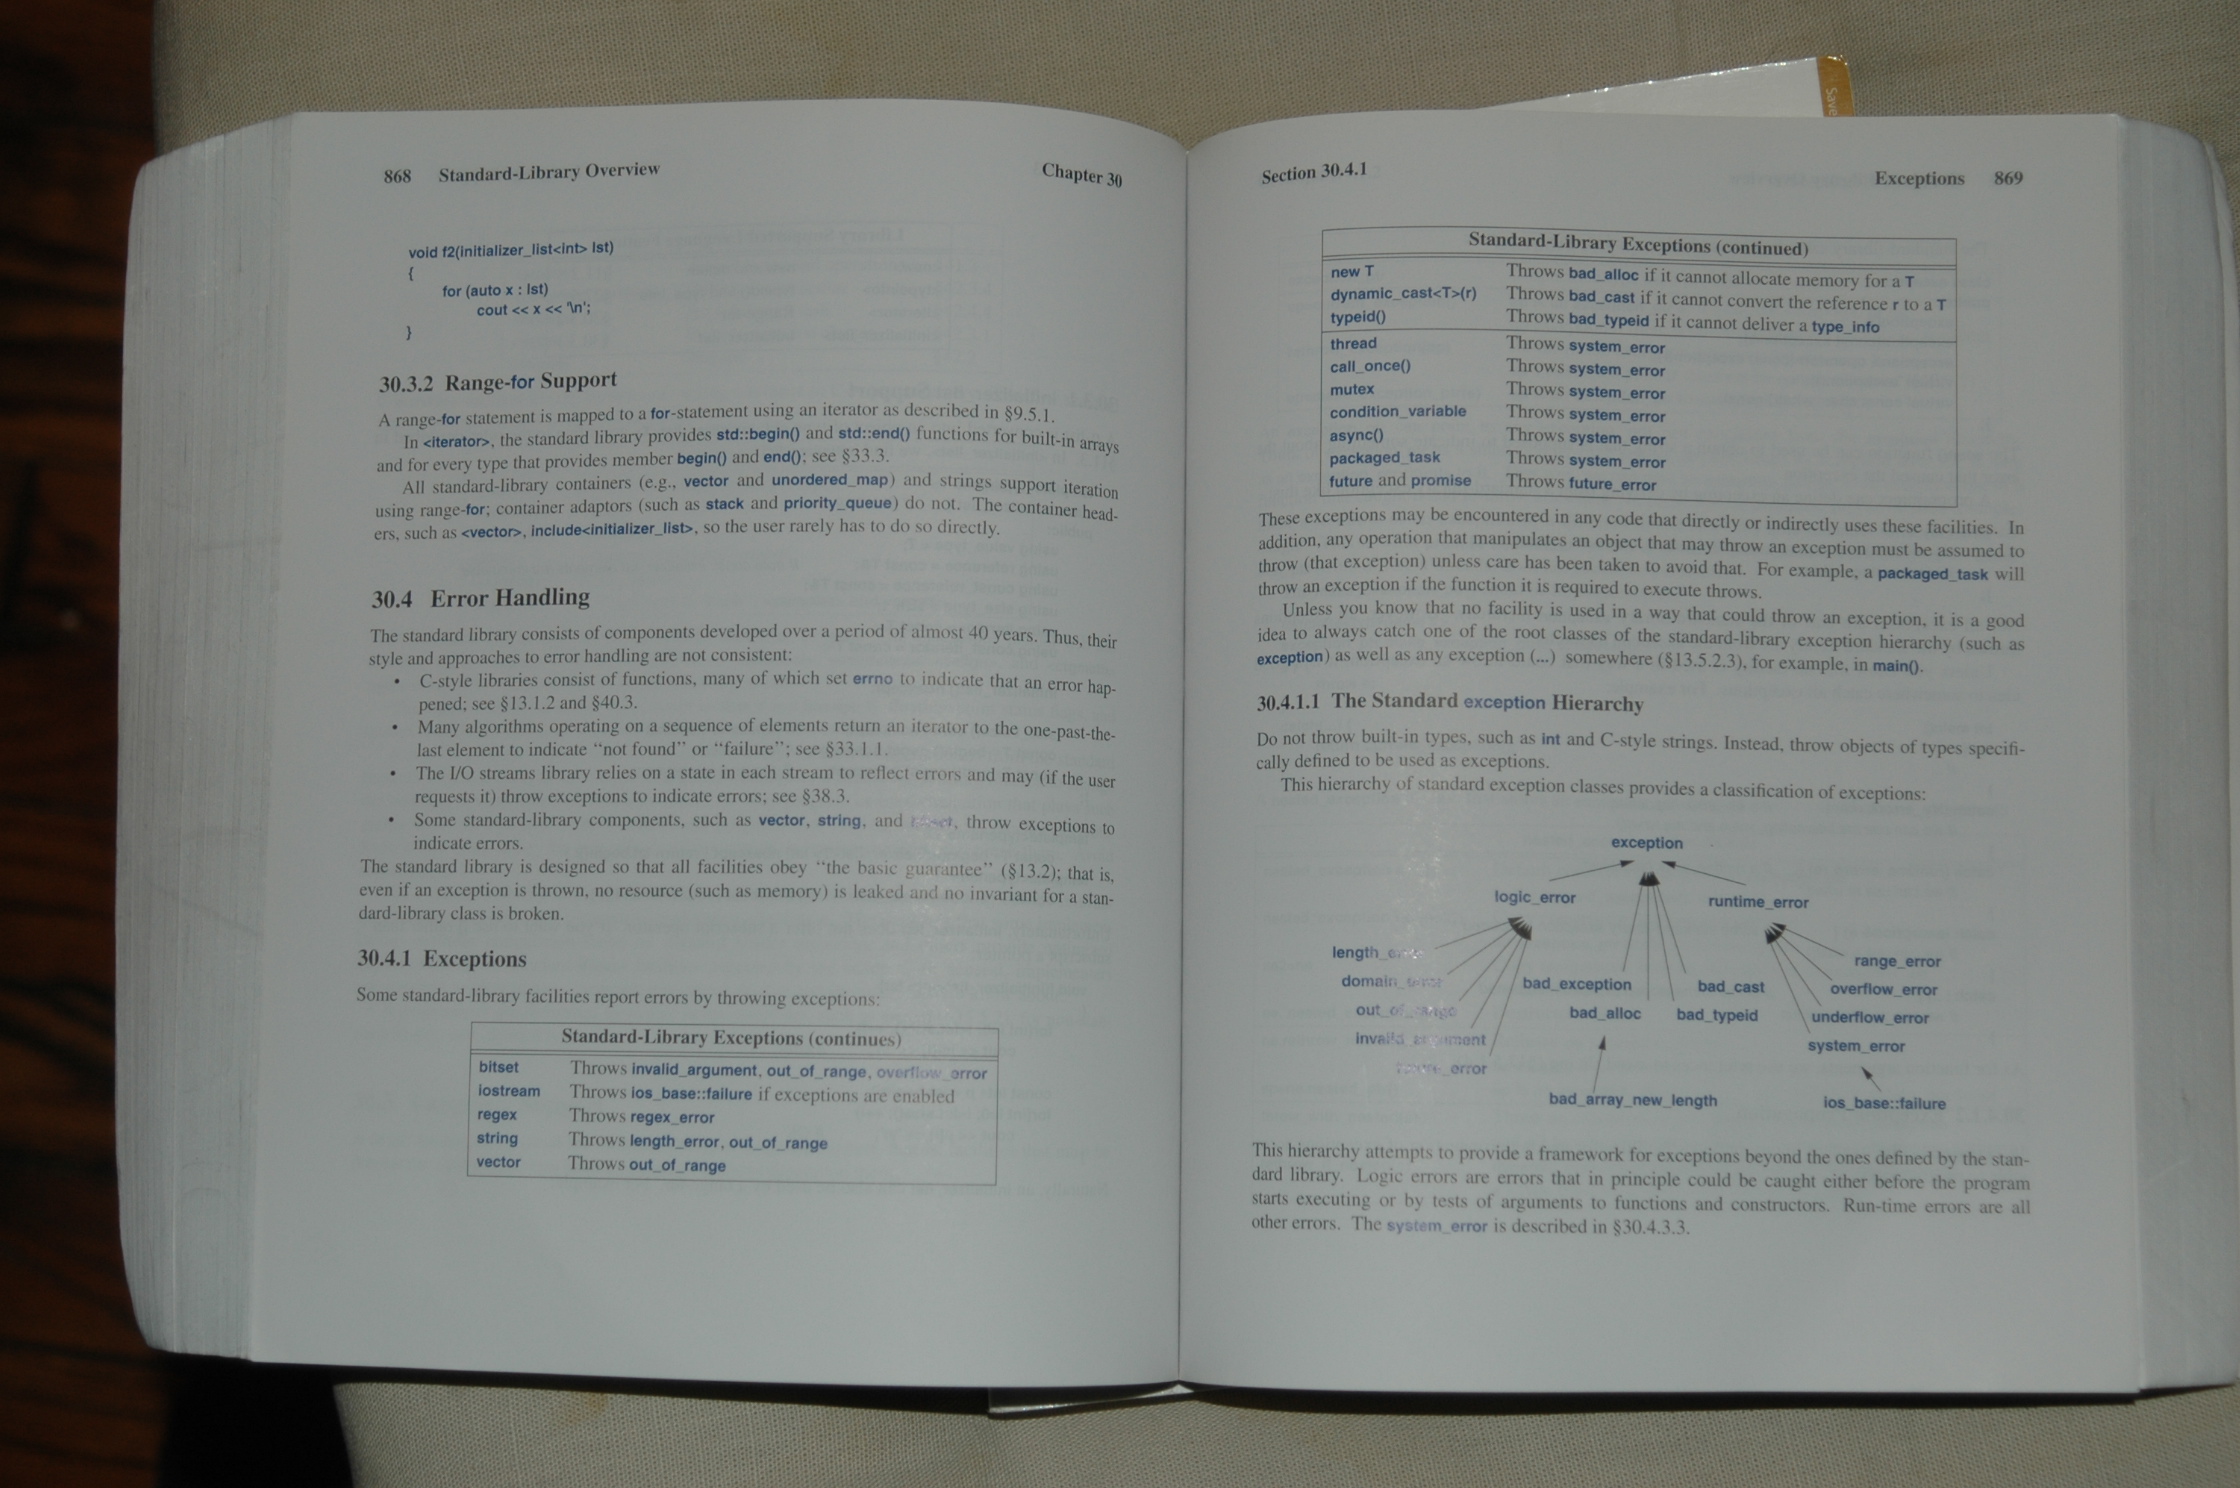 868 Standard-Library Overview Chapter 30
void f2(initializer_list<int> lst)
{
for (auto x : lst)
cout << x << '\n';
}
30.3.2 Range-for Support
A range-for statement is mapped to a for-statement using an iterator as described in §9.5.1.
In <iterator>, the standard library provides std::begin() and std::end() functions for built-in arrays
and for every type that provides member begin() and end(); see §33.3.
All standard-library containers (e.g., vector and unordered_map) and strings support iteration
using range-for; container adaptors (such as stack and priority_queue) do not. The container head-
ers, such as <vector>, include<initializer_list>, so the user rarely has to do so directly.
30.4 Error Handling
The standard library consists of components developed over a period of almost 40 years. Thus, their
style and approaches to error handling are not consistent:
• C-style libraries consist of functions, many of which set errno to indicate that an error hap-
pened; see §13.1.2 and §40.3.
• Many algorithms operating on a sequence of elements return an iterator to the one-past-the-
last element to indicate “not found” or “failure”; see §33.1.1.
• The I/O streams library relies on a state in each stream to reflect errors and may (if the user
requests it) throw exceptions to indicate errors; see §38.3.
• Some standard-library components, such as vector, string, and , throw exceptions to
indicate errors.
The standard library is designed so that all facilities obey “the basic guarantee” (§13.2); that is,
even if an exception is thrown, no resource (such as memory) is leaked and no invariant for a stan-
dard-library class is broken.
30.4.1 Exceptions
Some standard-library facilities report errors by throwing exceptions:
Standard-Library Exceptions (continues)
bitset Throws invalid_argument, out_of_range, overflow_error
iostream Throws ios_base::failure if exceptions are enabled
regex Throws regex_error
string Throws length_error, out_of_range
vector Throws out_of_range
Section 30.4.1 Exceptions 869
Standard-Library Exceptions (continued)
new T Throws bad_alloc if it cannot allocate memory for a T
dynamic_cast<T>(r) Throws bad_cast if it cannot convert the reference r to a T
typeid() Throws bad_typeid if it cannot deliver a type_info
thread Throws system_error
call_once() Throws system_error
mutex Throws system_error
condition_variable Throws system_error
async() Throws system_error
packaged_task Throws system_error
future and promise Throws future_error
These exceptions may be encountered in any code that directly or indirectly uses these facilities. In
addition, any operation that manipulates an object that may throw an exception must be assumed to
throw (that exception) unless care has been taken to avoid that. For example, a packaged_task will
throw an exception if the function it is required to execute throws.
Unless you know that no facility is used in a way that could throw an exception, it is a good
idea to always catch one of the root classes of the standard-library exception hierarchy (such as
exception) as well as any exception (...) somewhere (§13.5.2.3), for example, in main().
30.4.1.1 The Standard exception Hierarchy
Do not throw built-in types, such as int and C-style strings. Instead, throw objects of types specifi-
cally defined to be used as exceptions.
This hierarchy of standard exception classes provides a classification of exceptions:
exception
logic_error runtime_error
length_error range_error
domain_error bad_exception bad_cast overflow_error
out_of_range bad_alloc bad_typeid underflow_error
invalid_argument system_error
bad_array_new_length ios_base::failure
This hierarchy attempts to provide a framework for exceptions beyond the ones defined by the stan-
dard library. Logic errors are errors that in principle could be caught either before the program
starts executing or by tests of arguments to functions and constructors. Run-time errors are all
other errors. The system_error is described in §30.4.3.3.
Save